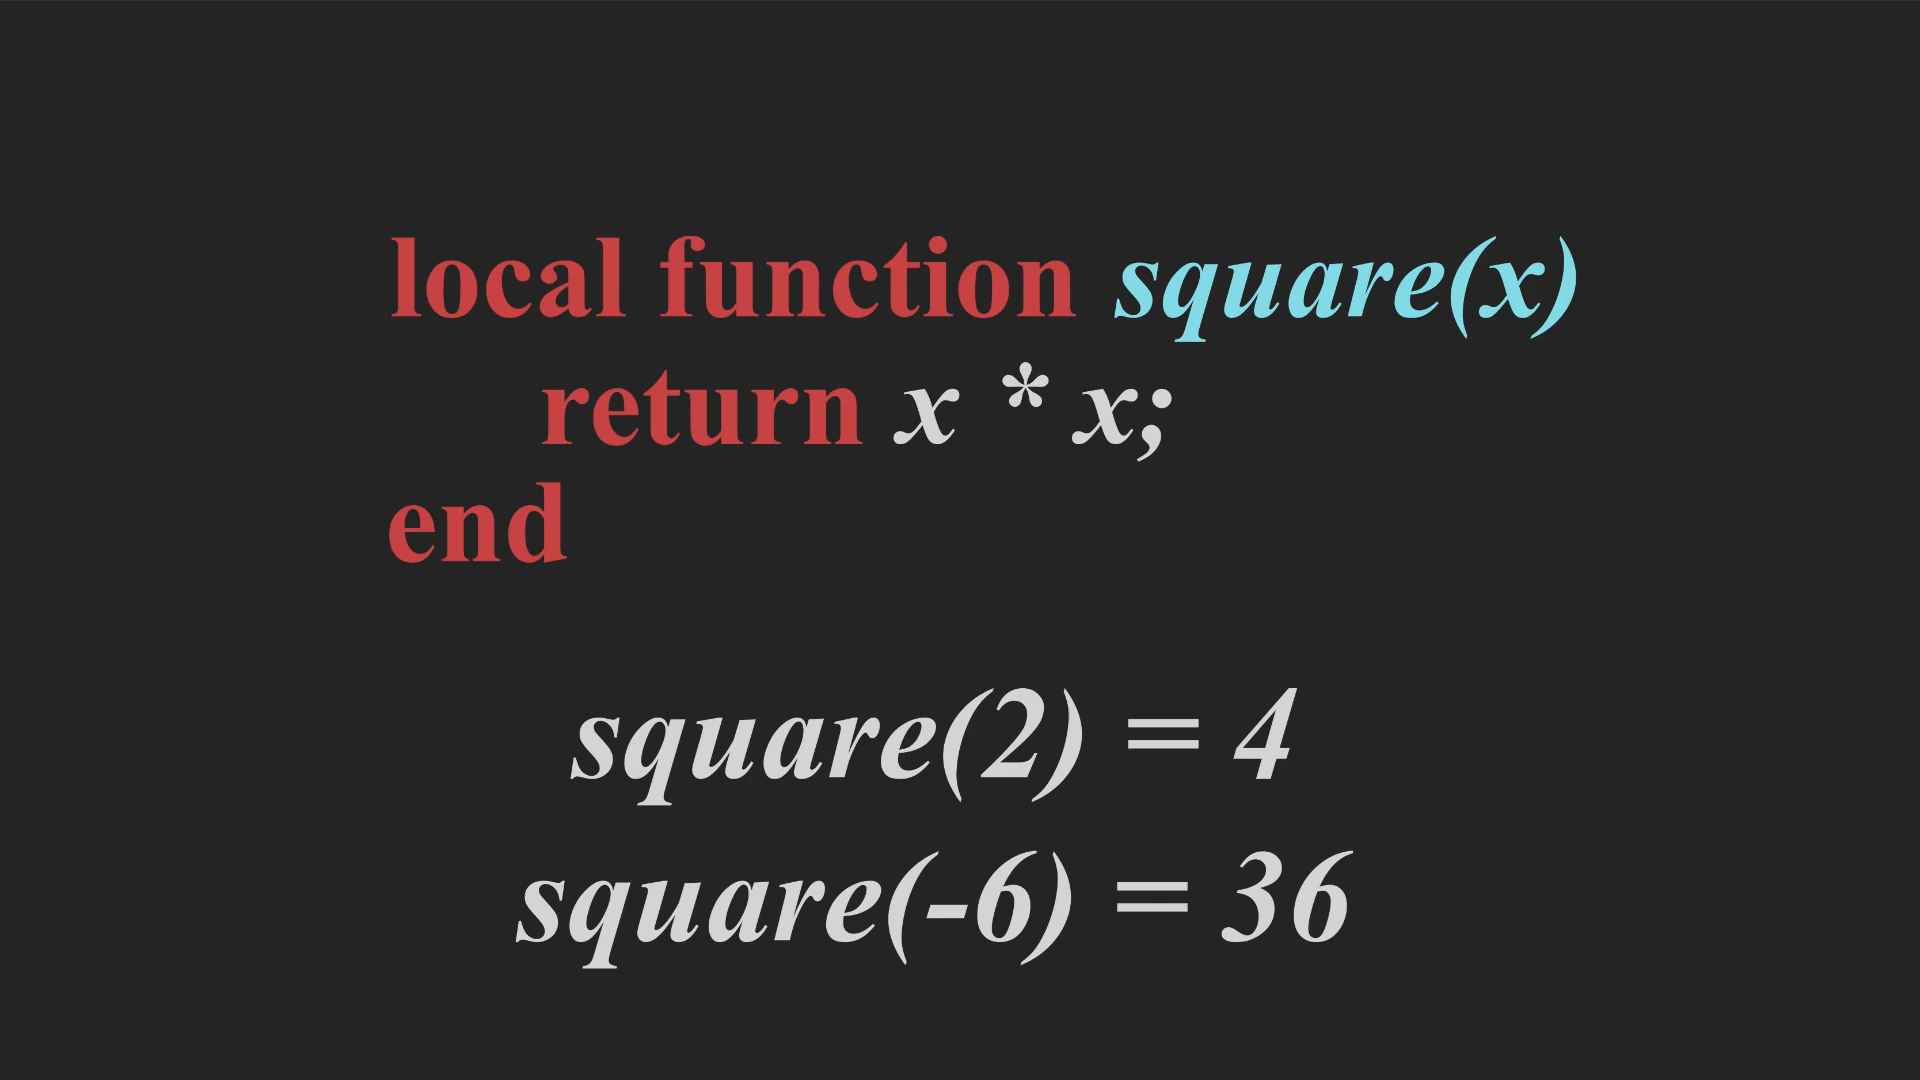 local function square(x)
return x * x;
end
square(2) = 4
square(-6) = 36